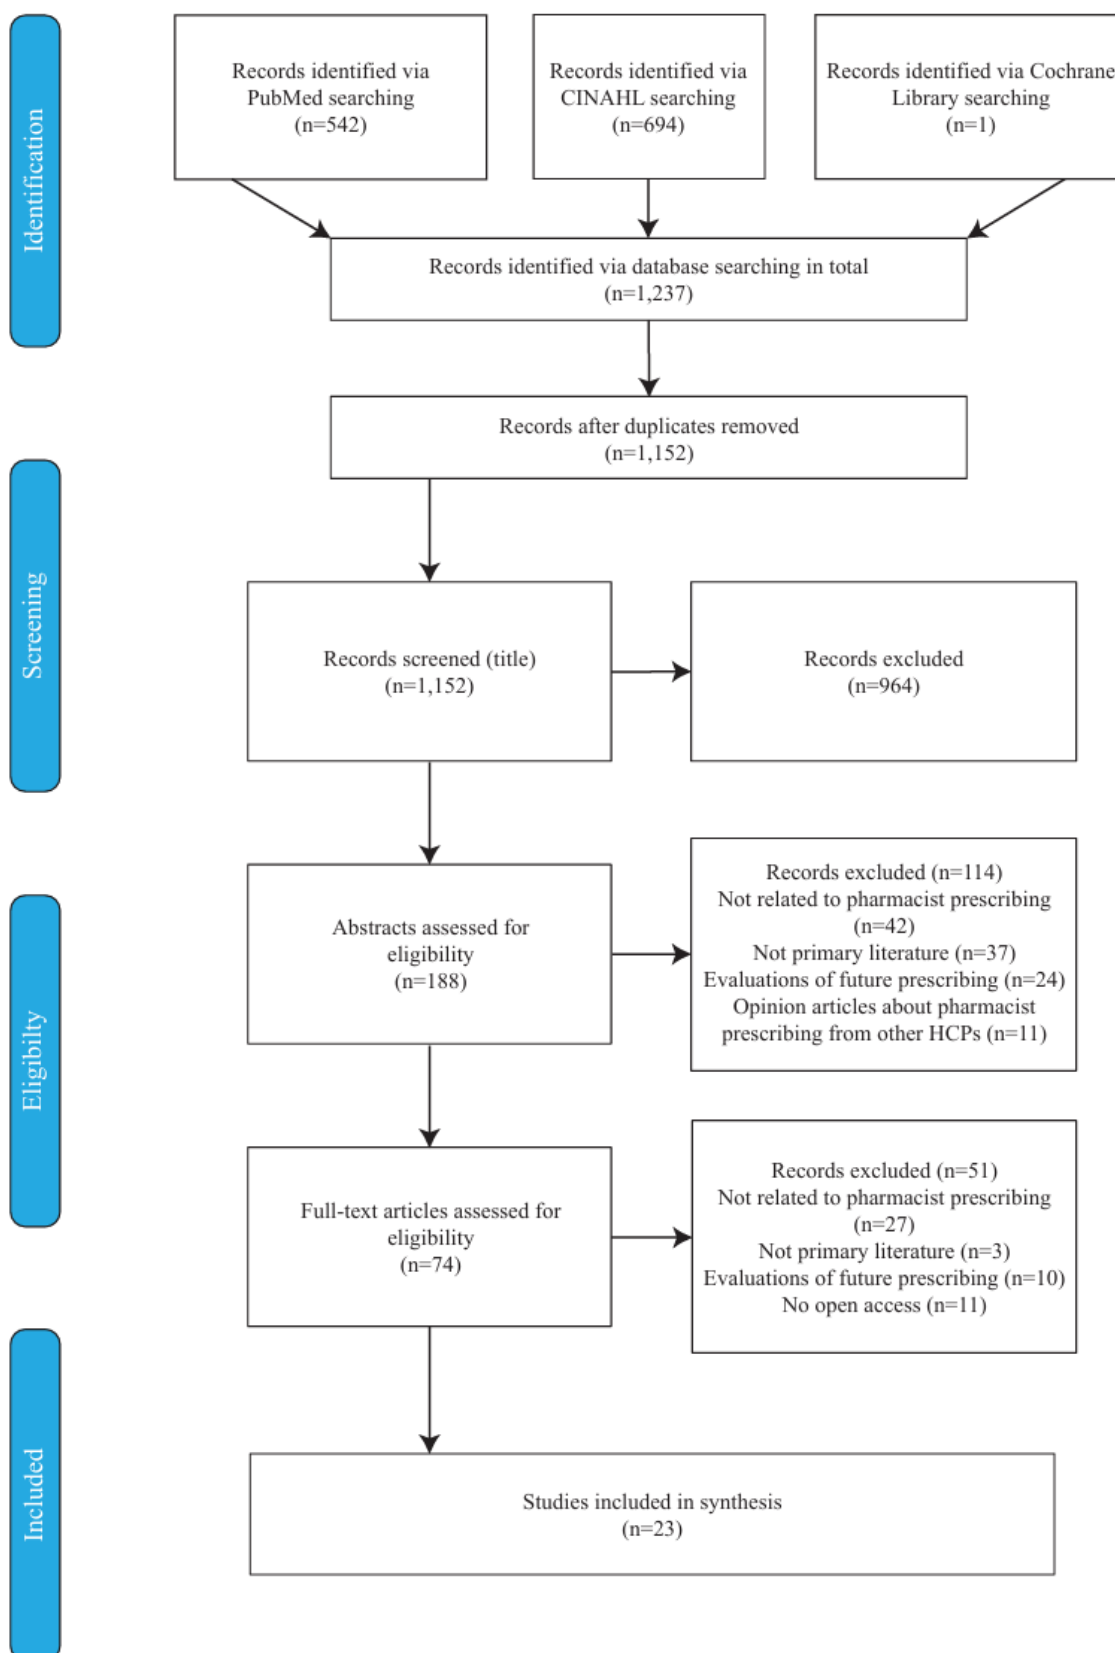 Identification
Records identified via
PubMed searching
(n=542)
Records identified via
CINAHL searching
(n=694)
Records identified via Cochrane
Library searching
(n=1)
Records identified via database searching in total
(n=1,237)
Records after duplicates removed
(n=1,152)
Screening
Records screened (title)
(n=1,152)
Records excluded
(n=964)
Eligibilty
Abstracts assessed for
eligibility
(n=188)
Records excluded (n=114)
Not related to pharmacist prescribing
(n=42)
Not primary literature (n=37)
Evaluations of future prescribing (n=24)
Opinion articles about pharmacist
prescribing from other HCPs (n=11)
Full-text articles assessed for
eligibility
(n=74)
Records excluded (n=51)
Not related to pharmacist prescribing
(n=27)
Not primary literature (n=3)
Evaluations of future prescribing (n=10)
No open access (n=11)
Included
Studies included in synthesis
(n=23)